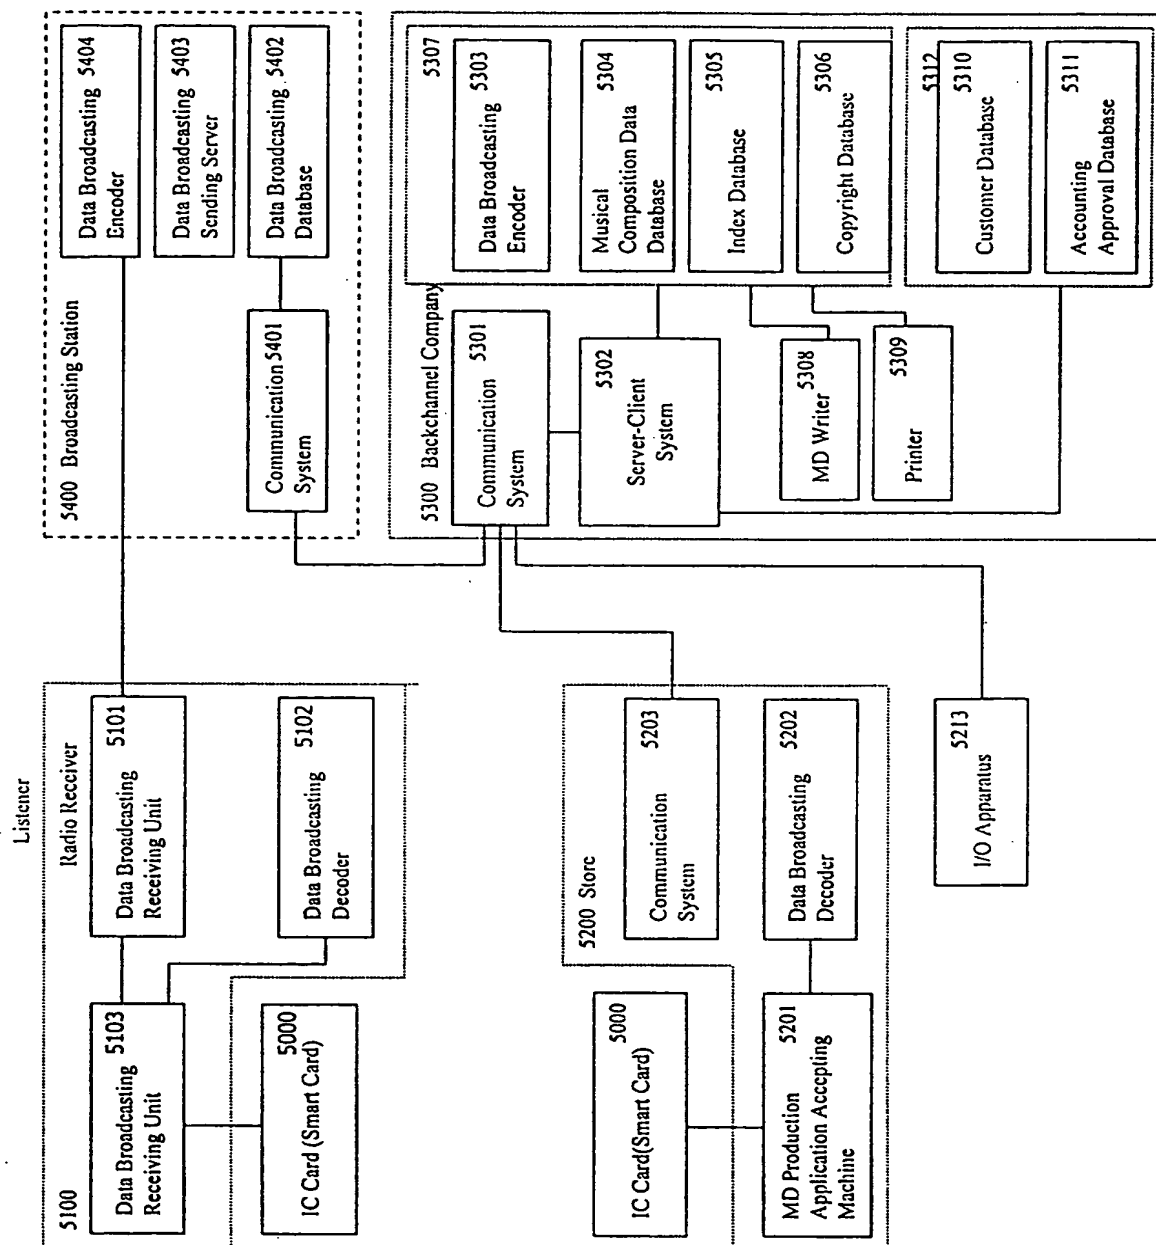 Listener
5100
Radio Receiver
5103
Data Broadcasting
Receiving Unit
5101
Data Broadcasting
Receiving Unit
5102
Data Broadcasting
Decoder
5000
IC Card (Smart Card)
5400 Broadcasting Station
5404
Data Broadcasting
Encoder
5403
Data Broadcasting
Sending Server
5402
Data Broadcasting
Database
Communication 5401
System
5200 Store
5000
IC Card(Smart Card)
5203
Communication
System
5202
Data Broadcasting
Decoder
5201
MD Production
Application Accepting
Machine
5213
I/O Apparatus
5300 Backchannel Company
5301
Communication
System
5302
Server-Client
System
5307
5303
Data Broadcasting
Encoder
5304
Musical
Composition Data
Database
5305
Index Database
5306
Copyright Database
5308
MD Writer
5309
Printer
5312
5310
Customer Database
5311
Accounting
Approval Database